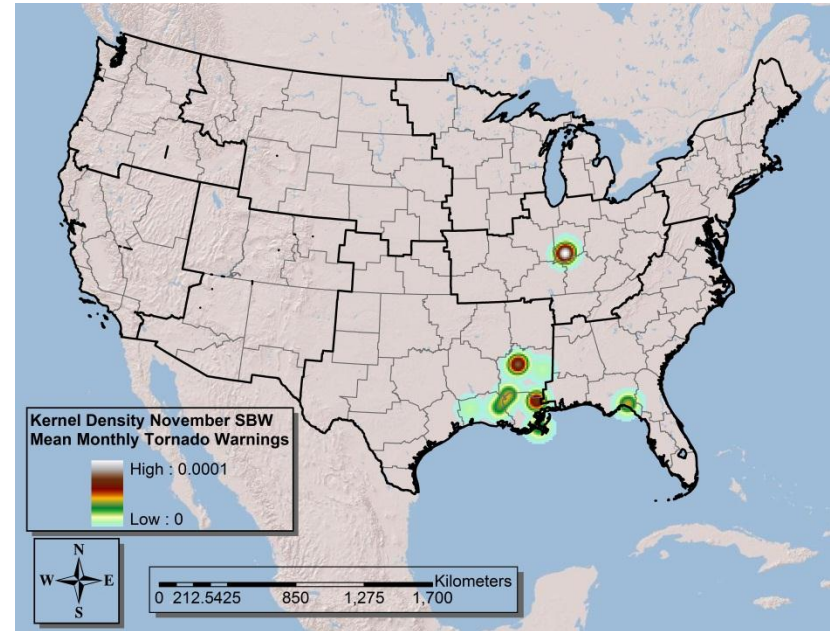 Kernel Density November SBW
Mean Monthly Tornado Warnings
High : 0.0001
Low : 0
N
W E
S
Kilometers
0 212.5425 850 1,275 1,700